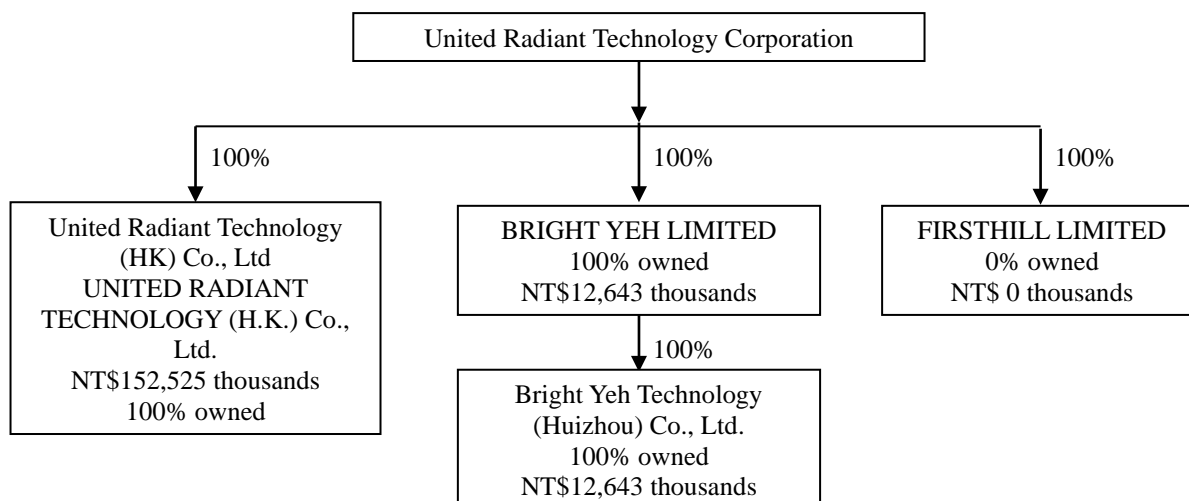 United Radiant Technology Corporation
100%
100%
100%
United Radiant Technology
(HK) Co., Ltd
UNITED RADIANT
TECHNOLOGY (H.K.) Co.,
Ltd.
NT$152,525 thousands
100% owned
BRIGHT YEH LIMITED
100% owned
NT$12,643 thousands
FIRSTHILL LIMITED
0% owned
NT$ 0 thousands
100%
Bright Yeh Technology
(Huizhou) Co., Ltd.
100% owned
NT$12,643 thousands